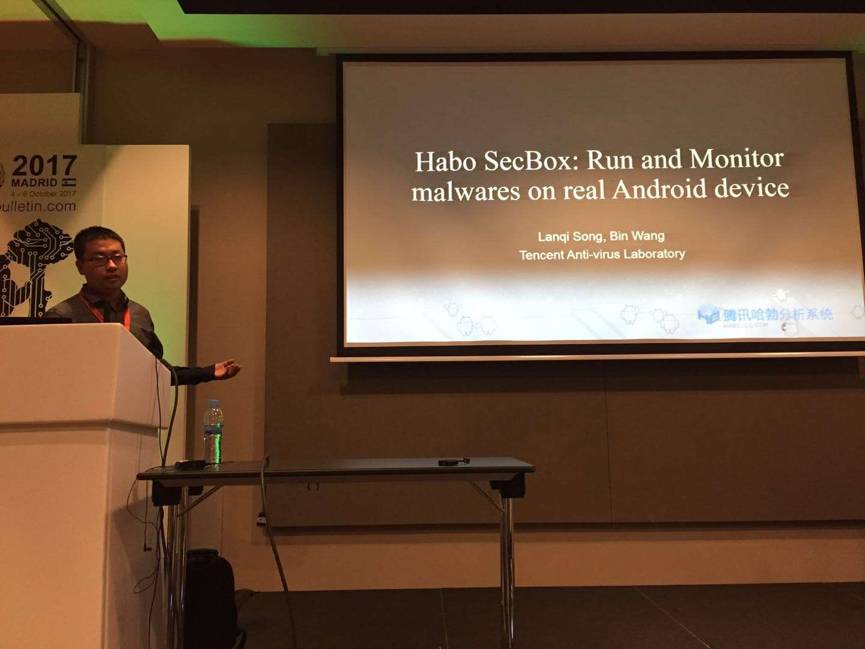 2017
MADRID
4 – 6 October 2017
ulletin.com
Habo SecBox: Run and Monitor
malwares on real Android device
Lanqi Song, Bin Wang
Tencent Anti-virus Laboratory
腾讯哈勃分析系统